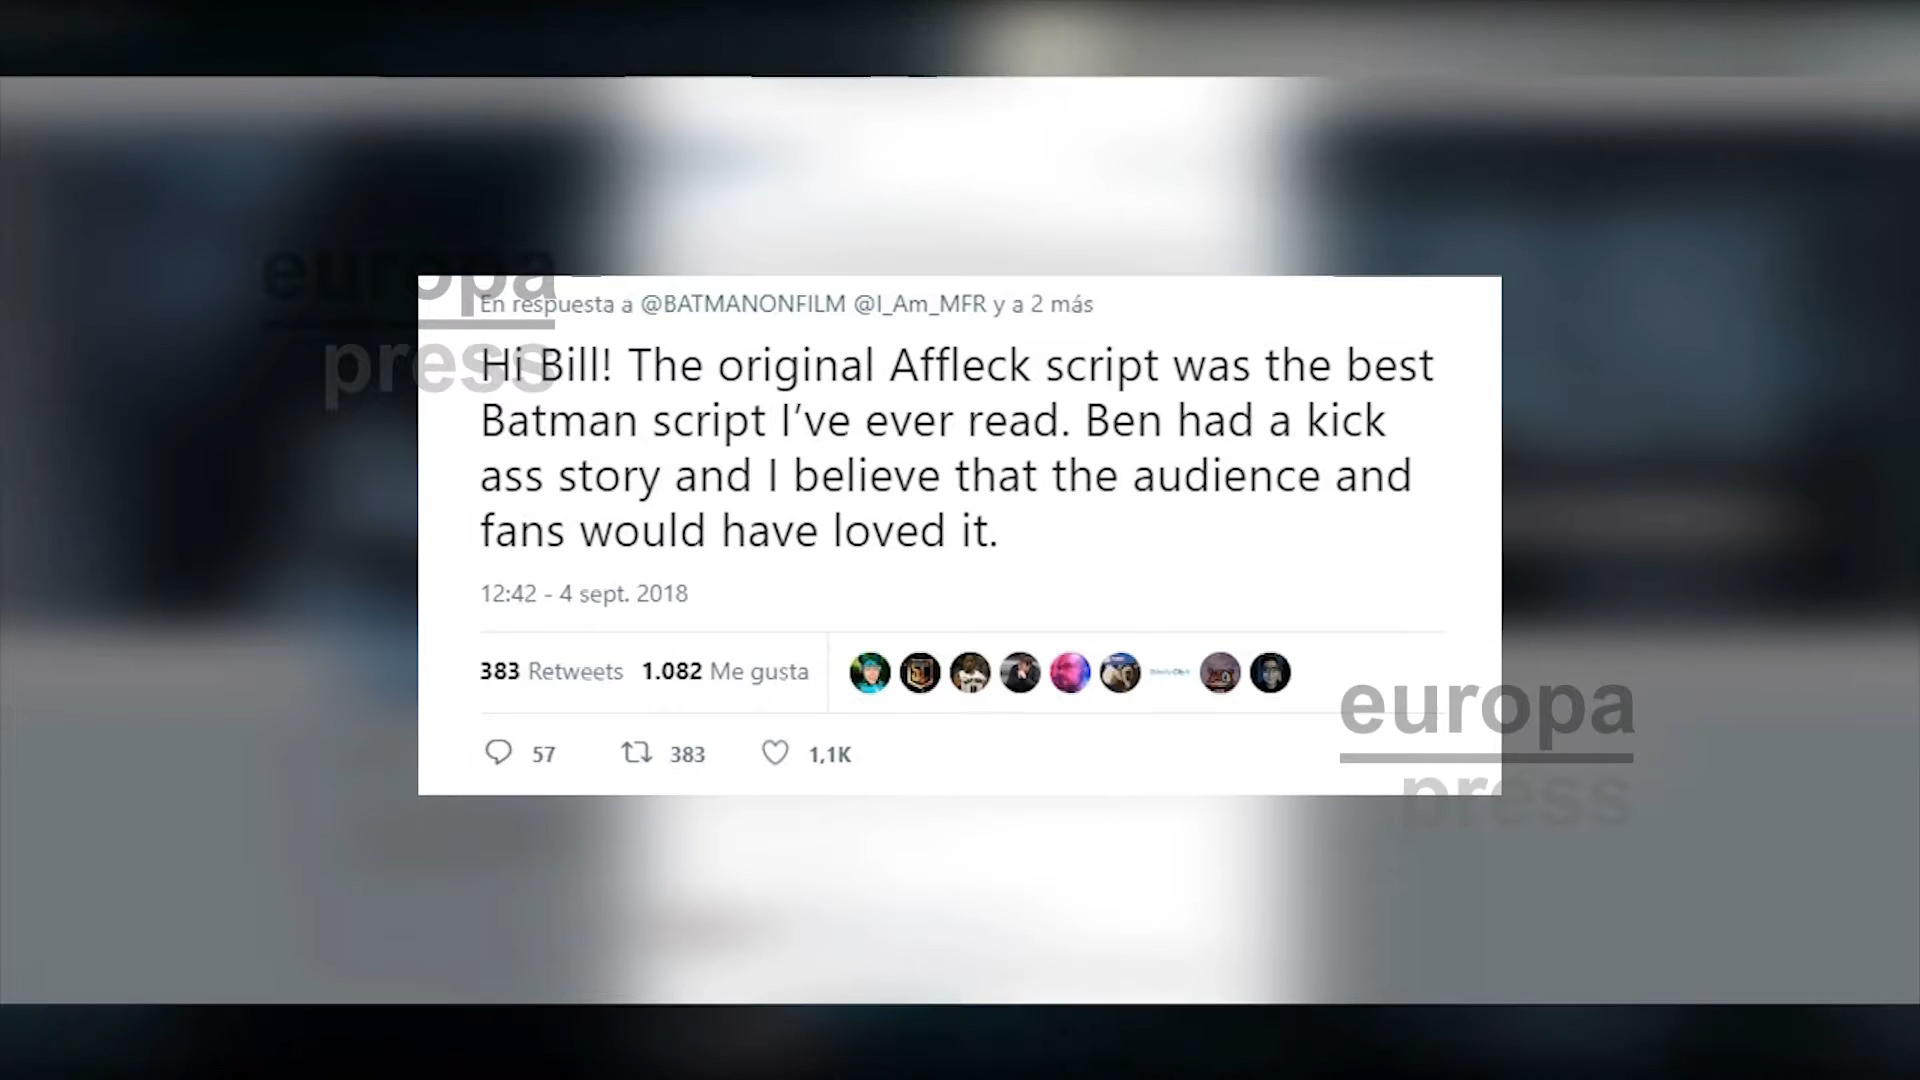 europa
press
En respuesta a @BATMANONFILM @I_Am_MFR y a 2 más
Hi Bill! The original Affleck script was the best
Batman script I’ve ever read. Ben had a kick
ass story and I believe that the audience and
fans would have loved it.
12:42 - 4 sept. 2018
383 Retweets 1.082 Me gusta
57 383 1,1K
europa
press